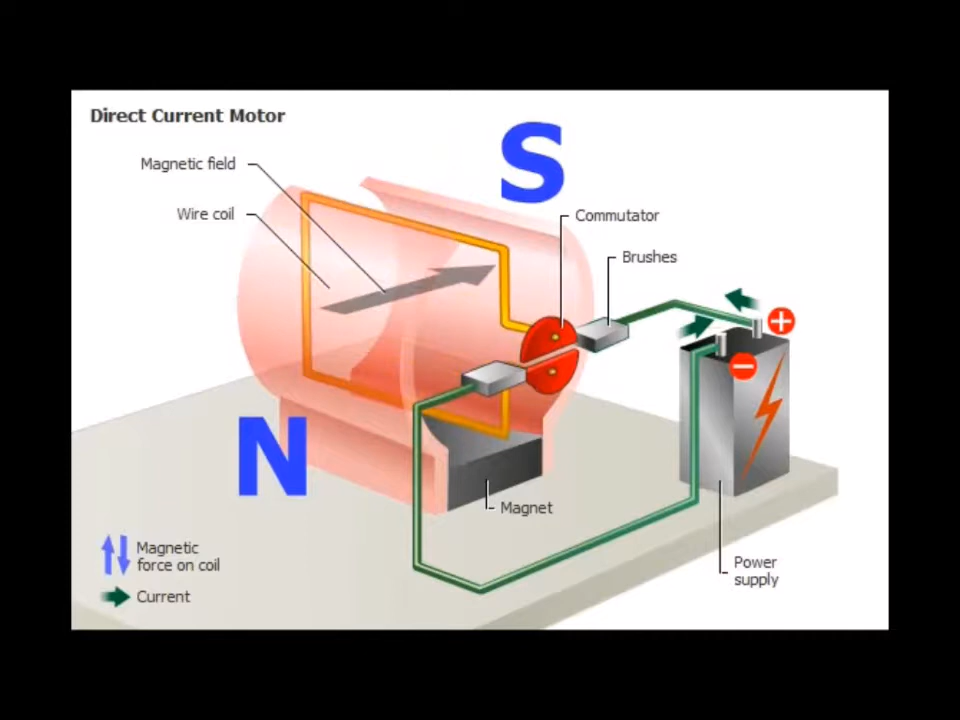 Direct Current Motor
S
Magnetic field
Wire coil
Commutator
Brushes
+
−
N
Magnet
Magnetic
force on coil
Current
Power
supply